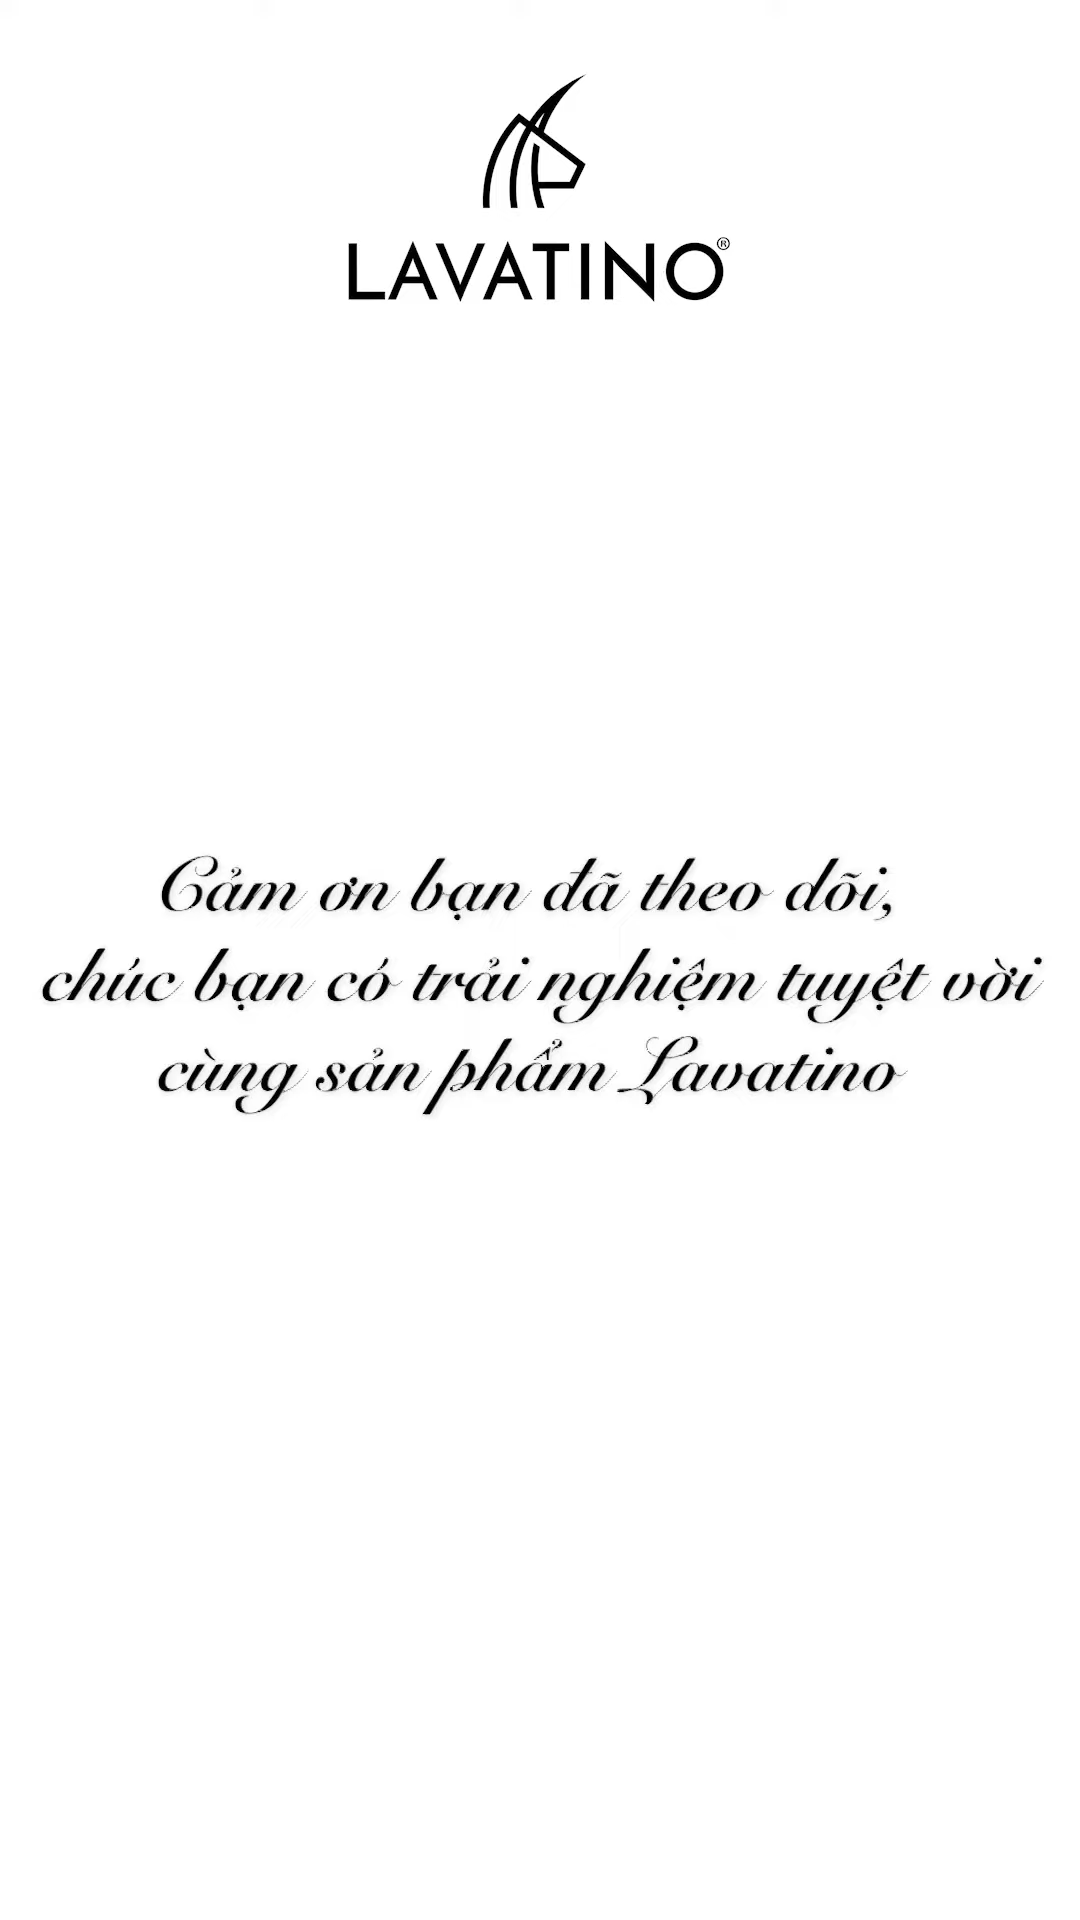 LAVATINO®
Cảm ơn bạn đã theo dõi,
chúc bạn có trải nghiệm tuyệt vời
cùng sản phẩm Lavatino